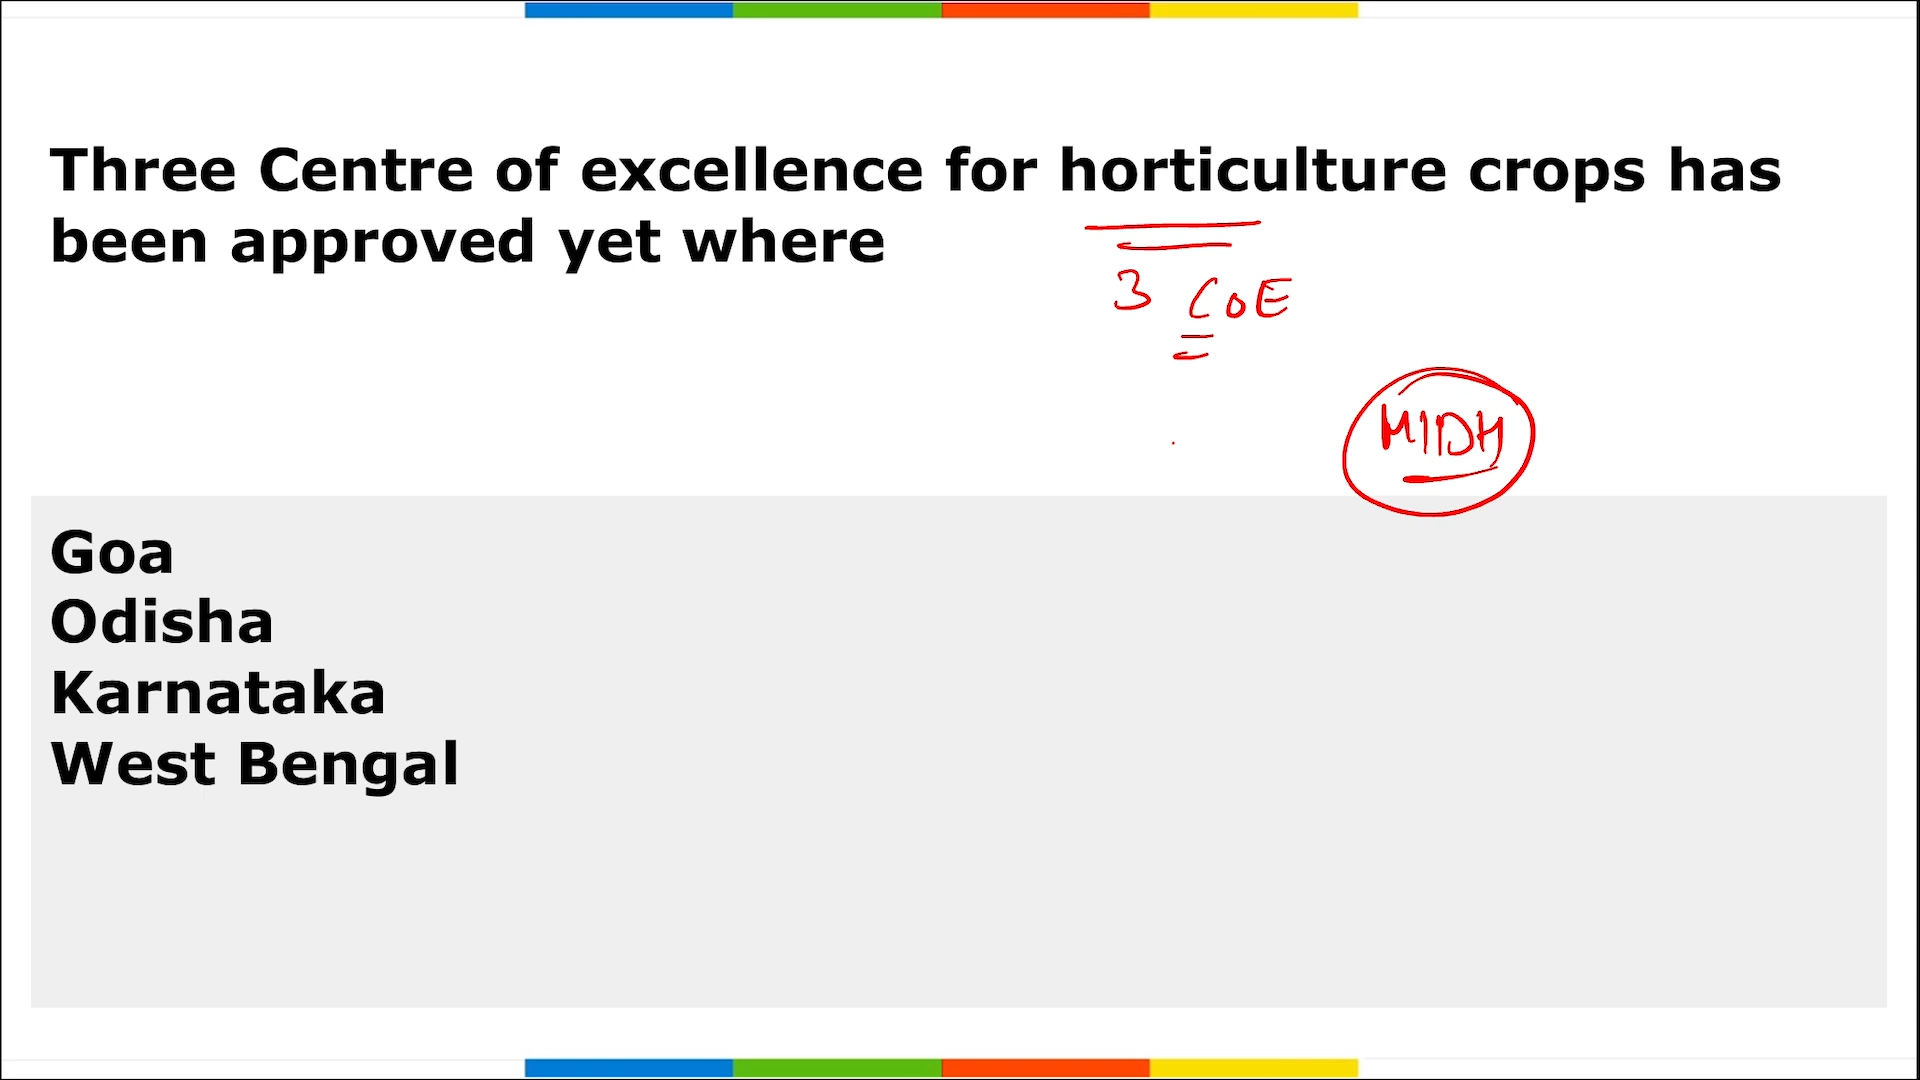 Three Centre of excellence for horticulture crops has
been approved yet where
3 CoE
MIDH
Goa
Odisha
Karnataka
West Bengal